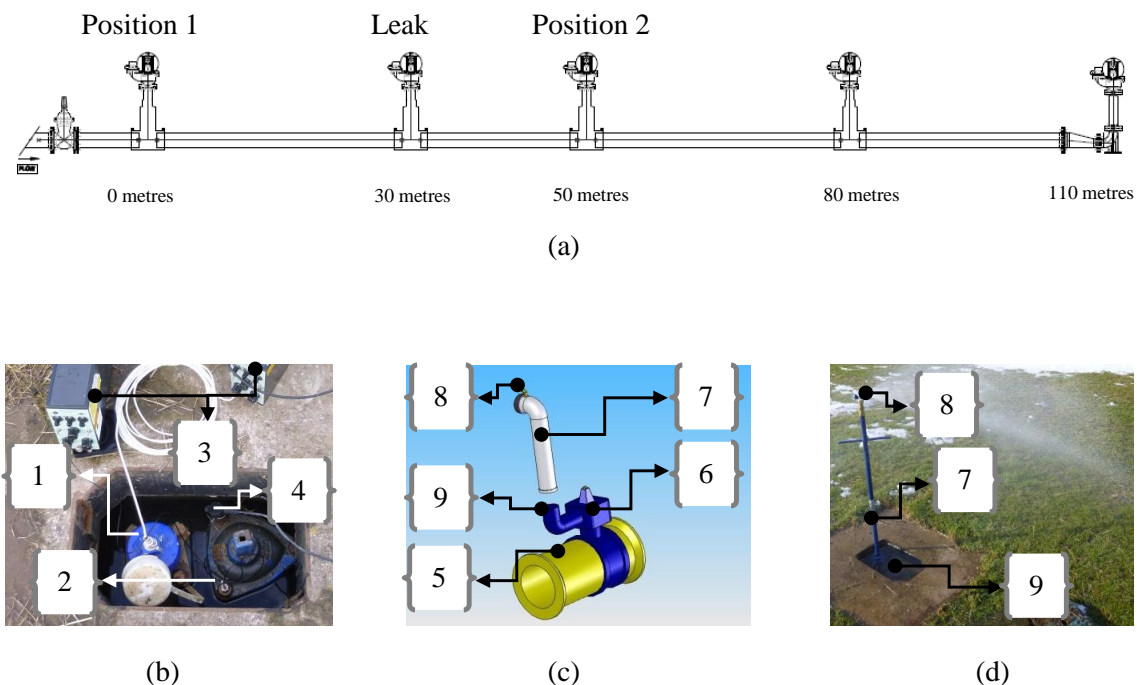 Position 1 Leak Position 2
FLOW
0 metres 30 metres 50 metres 80 metres 110 metres
(a)
8 7 8
3
1 4
9 6
7
2 5 9
(b) (c) (d)